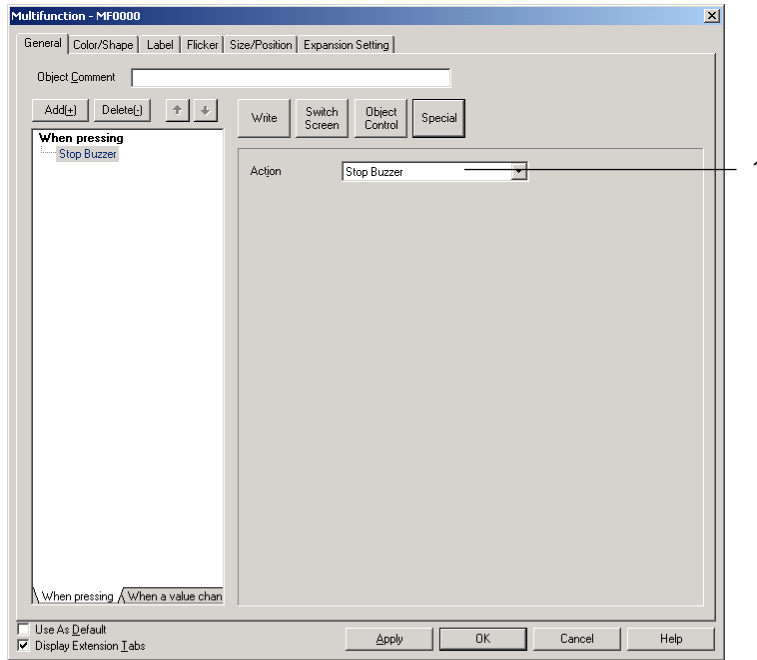 Multifunction - MF0000
General Color/Shape Label Flicker Size/Position Expansion Setting
Object Comment
Add(+) Delete(-)
Write
Switch Screen
Object Control
Special
When pressing
Stop Buzzer
Action Stop Buzzer
1
When pressing When a value chan
Use As Default
Display Extension Tabs
Apply OK Cancel Help